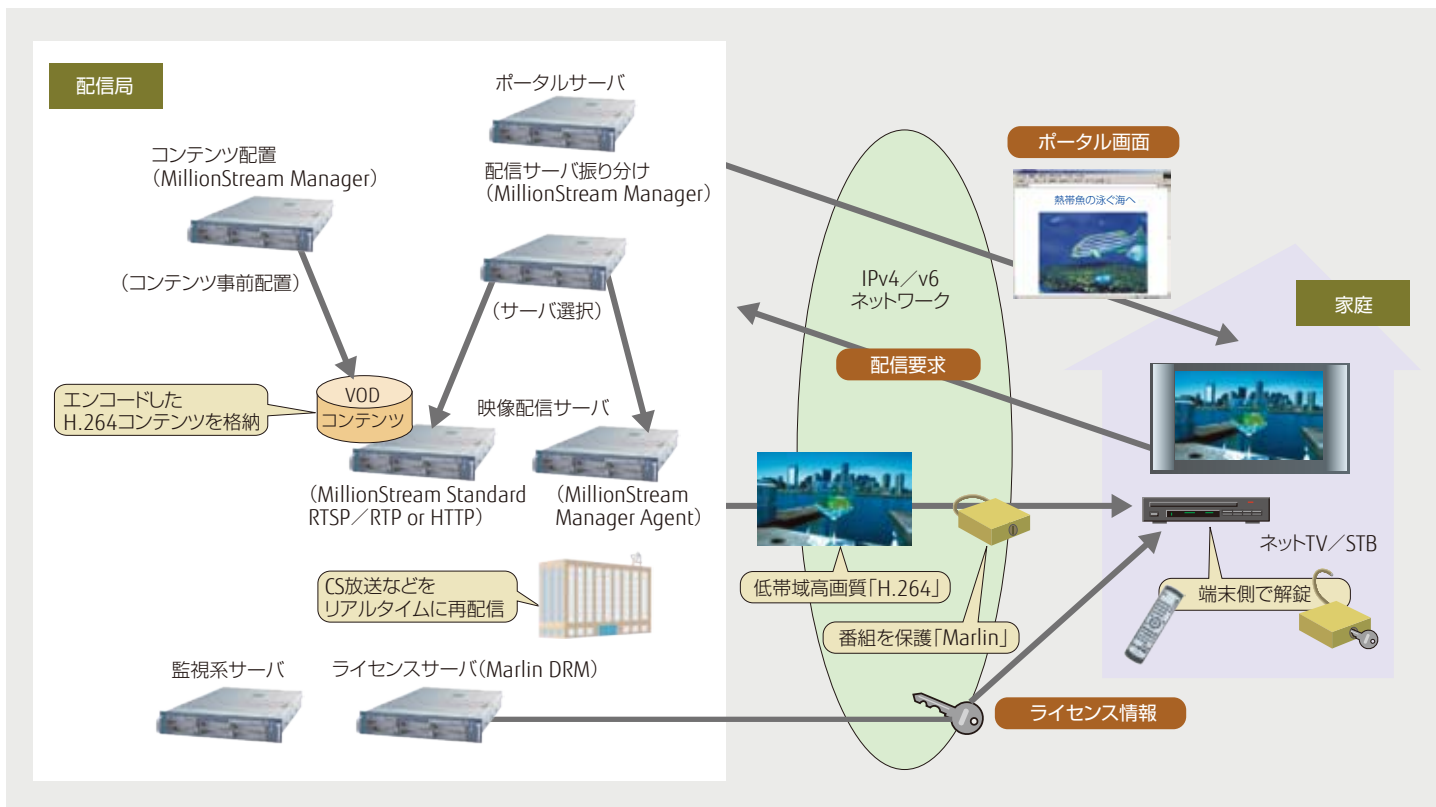 配信局
ポータルサーバ
コンテンツ配置
（MillionStream Manager）
配信サーバ振り分け
（MillionStream Manager）
（コンテンツ事前配置）
（サーバ選択）
エンコードした
H.264コンテンツを格納
VOD
コンテンツ
映像配信サーバ
（MillionStream Standard
RTSP／RTP or HTTP）
（MillionStream
Manager Agent）
CS放送などを
リアルタイムに再配信
監視系サーバ
ライセンスサーバ（Marlin DRM）
IPv4／v6
ネットワーク
ポータル画面
熱帯魚の泳ぐ海へ
家庭
配信要求
低帯域高画質「H.264」
番組を保護「Marlin」
ネットTV／STB
端末側で解錠
ライセンス情報